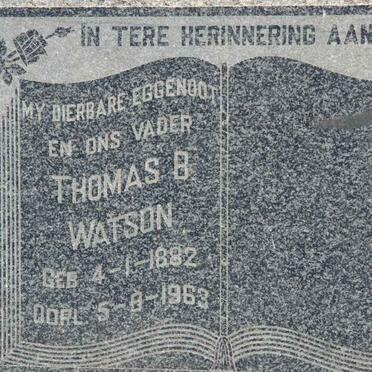 IN TERE HERINNERING AAN
MY DIERBARE EGGENOOT
EN ONS VADER
THOMAS B
WATSON
GEB 4-1-1882
OORL 5-8-1963